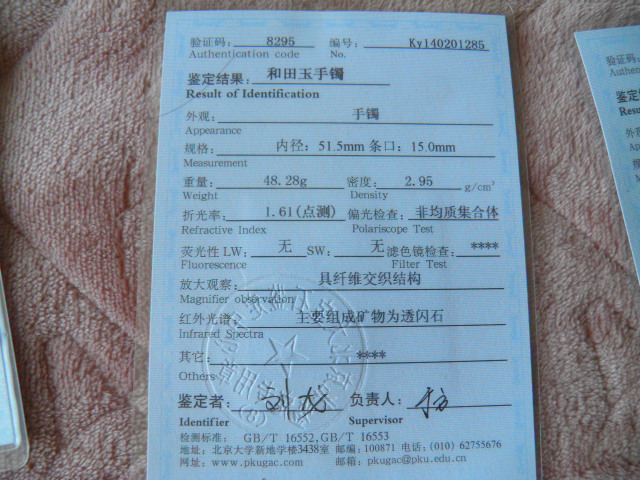 验证码: 8295 编号: Ky140201285
Authentication code No.
鉴定结果: 和田玉手镯
Result of Identification
外观: 手镯
Appearance
规格: 内径: 51.5mm 条口: 15.0mm
Measurement
重量: 48.28g 密度: 2.95 g/cm³
Weight Density
折光率: 1.61(点测) 偏光检查: 非均质集合体
Refractive Index Polariscope Test
荧光性 LW: 无 SW: 无 滤色镜检查: ****
Fluorescence Filter Test
放大观察: 具纤维交织结构
Magnifier observation
红外光谱: 主要组成矿物为透闪石
Infrared Spectra
其它: ****
Others
鉴定者: 负责人:
Identifier Supervisor
检测标准: GB/T 16552,GB/T 16553
地址: 北京大学新地学楼3438室 邮编: 100871 电话: (010) 62755676
网址: www.pkugac.com 邮箱: pkugac@pku.edu.cn
验证码:
鉴定